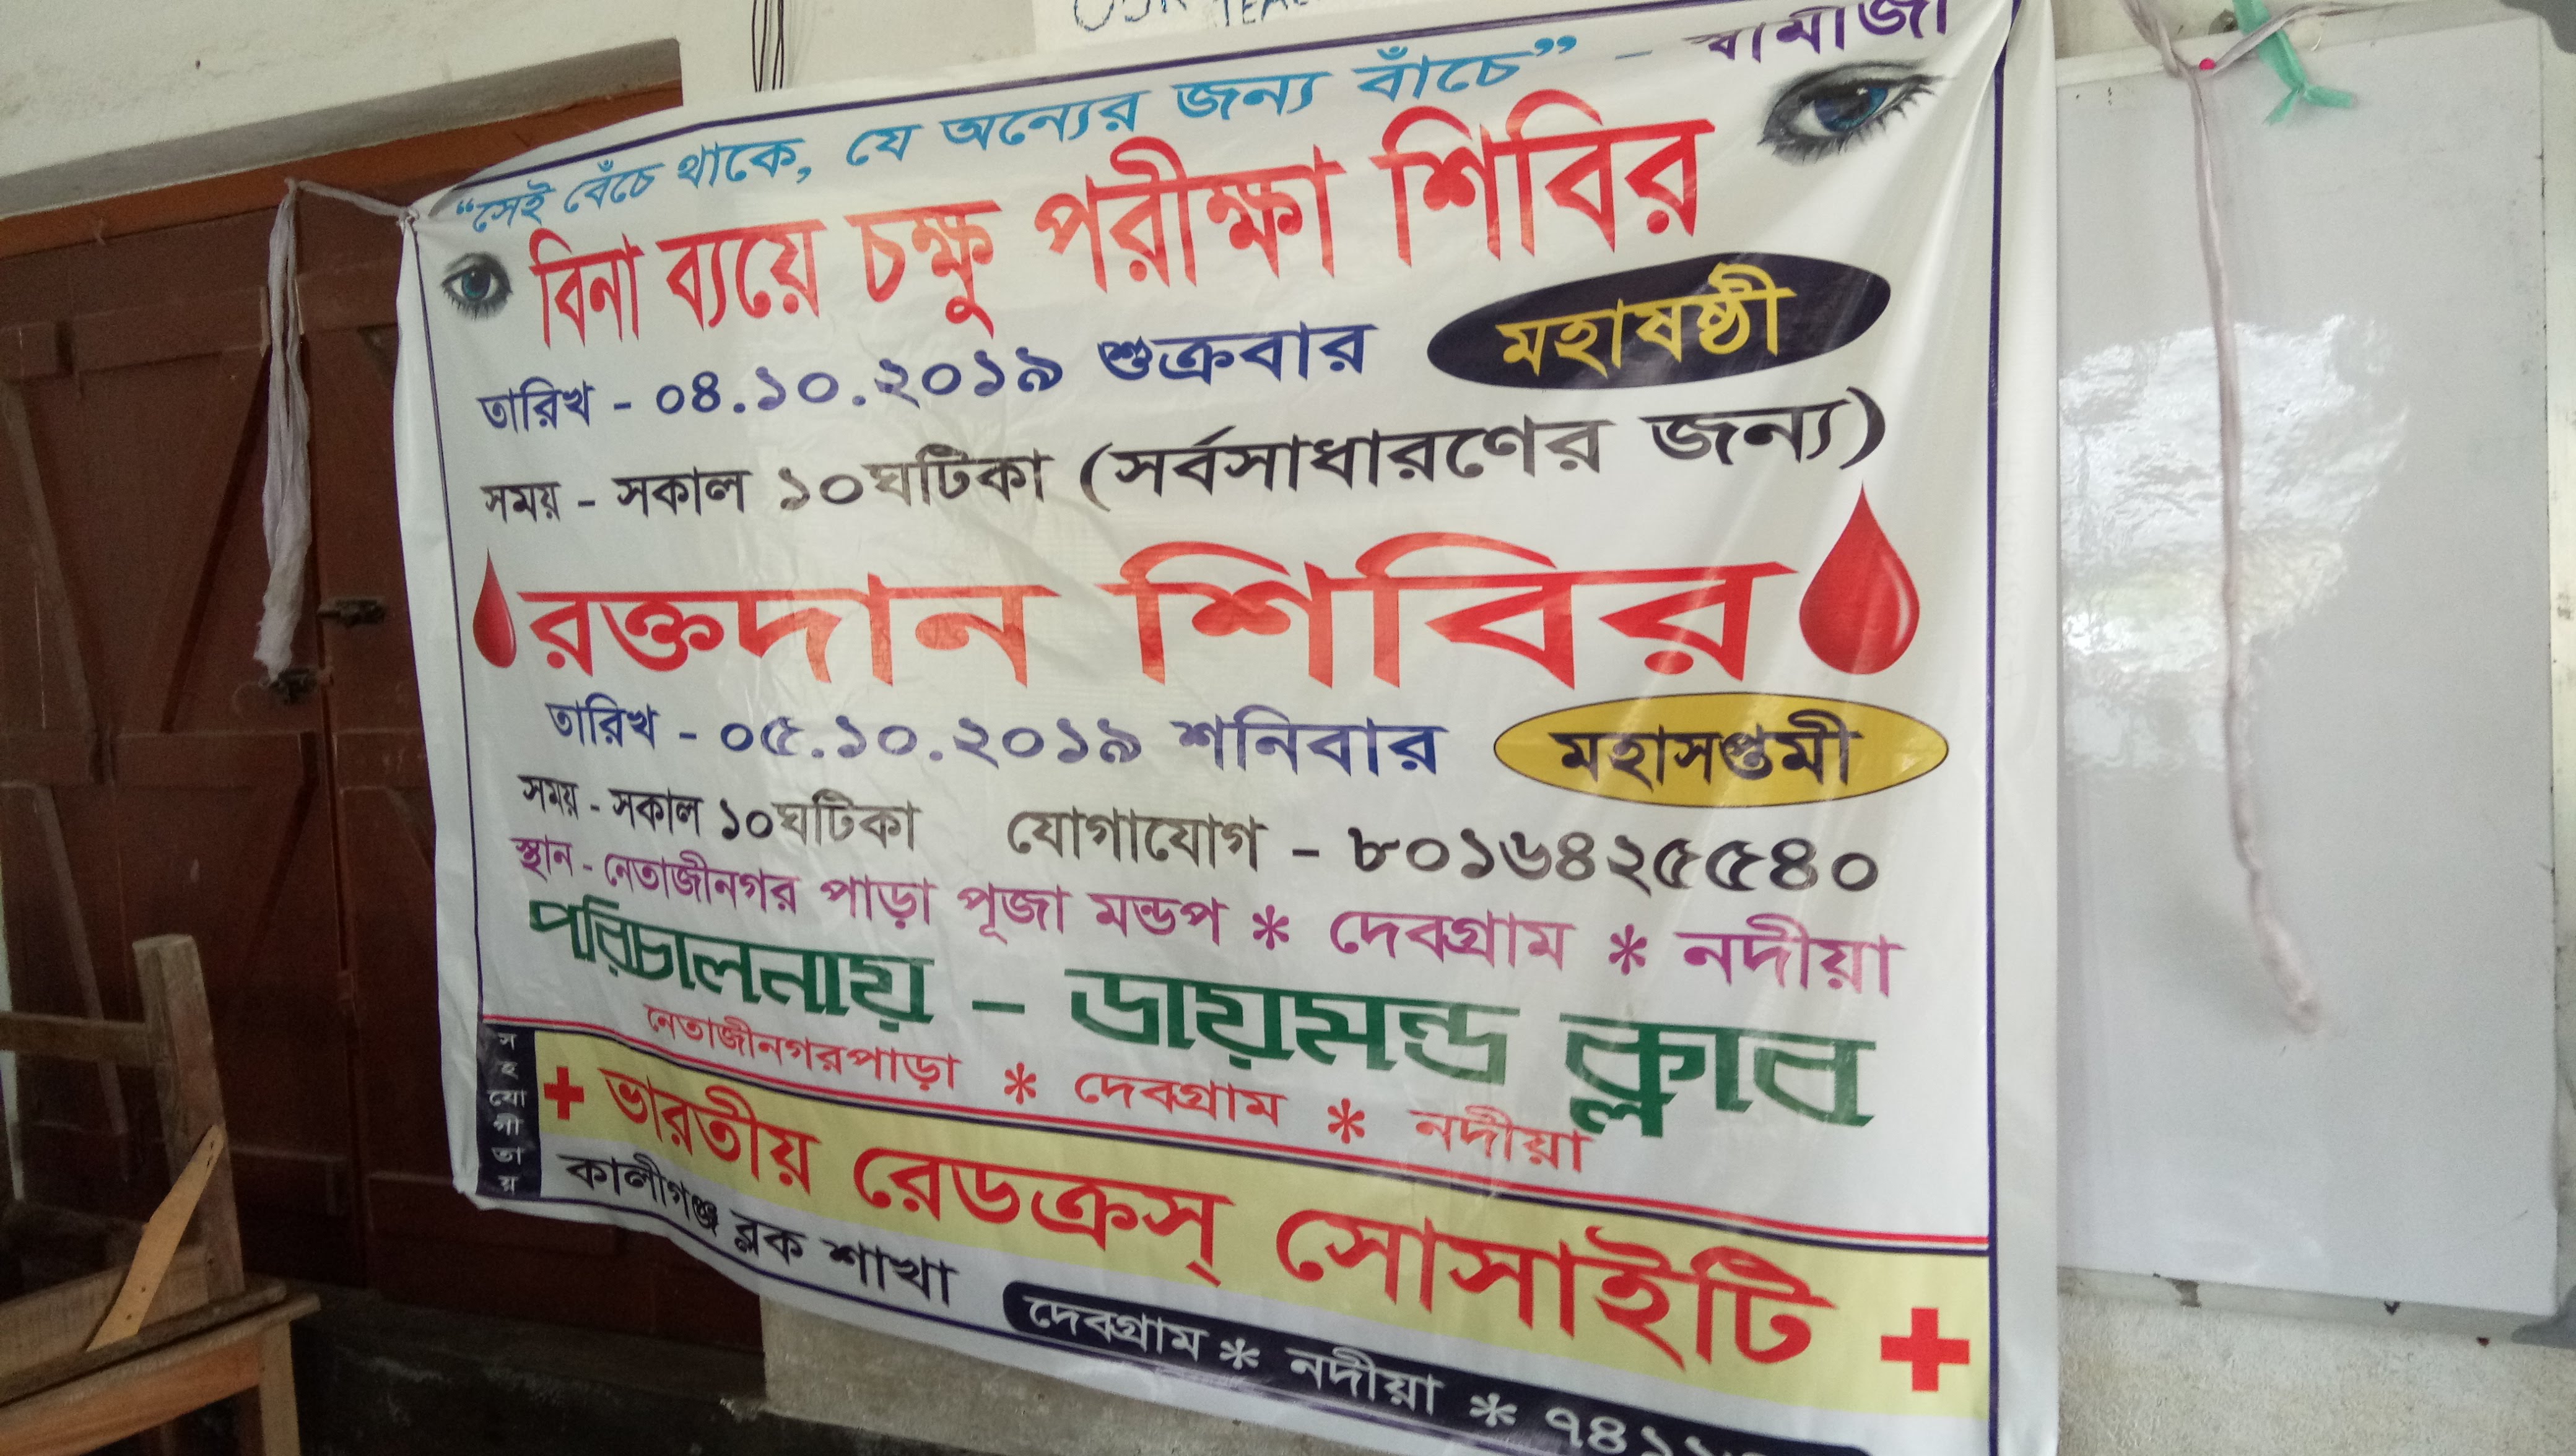 OUR
"সেই বেঁচে থাকে, যে অন্যের জন্য বাঁচে" - স্বামীজী
বিনা ব্যয়ে চক্ষু পরীক্ষা শিবির
তারিখ - ০৪.১০.২০১৯ শুক্রবার মহাষষ্ঠী
সময় - সকাল ১০ঘটিকা (সর্বসাধারণের জন্য)
রক্তদান শিবির
তারিখ - ০৫.১০.২০১৯ শনিবার মহাসপ্তমী
সময় - সকাল ১০ঘটিকা যোগাযোগ - ৮০১৬৪২৫৫৪০
স্থান - নেতাজীনগর পাড়া পূজা মন্ডপ * দেবগ্রাম * নদীয়া
পরিচালনায় - ডায়মন্ড ক্লাব
নেতাজীনগরপাড়া * দেবগ্রাম * নদীয়া
সহযোগীতায়
+ ভারতীয় রেডক্রস্ সোসাইটি +
কালীগঞ্জ ব্লক শাখা
দেবগ্রাম * নদীয়া *